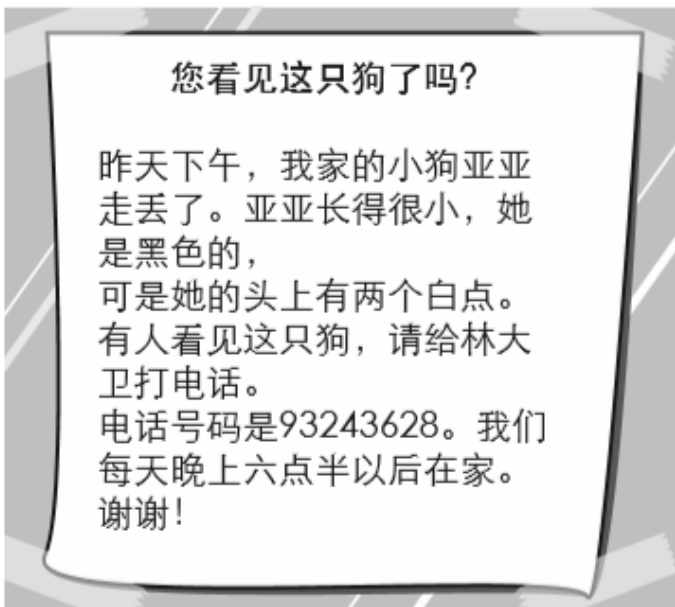 您看见这只狗了吗?
昨天下午，我家的小狗亚亚
走丢了。亚亚长得很小，她
是黑色的，
可是她的头上有两个白点。
有人看见这只狗，请给林大
卫打电话。
电话号码是93243628。我们
每天晚上六点半以后在家。
谢谢!